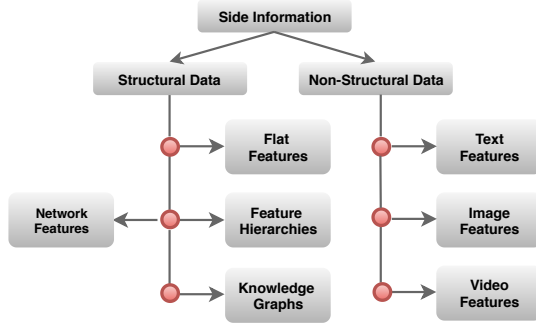 Side Information
Structural Data
Non-Structural Data
Flat
Features
Text
Features
Network
Features
Feature
Hierarchies
Image
Features
Knowledge
Graphs
Video
Features